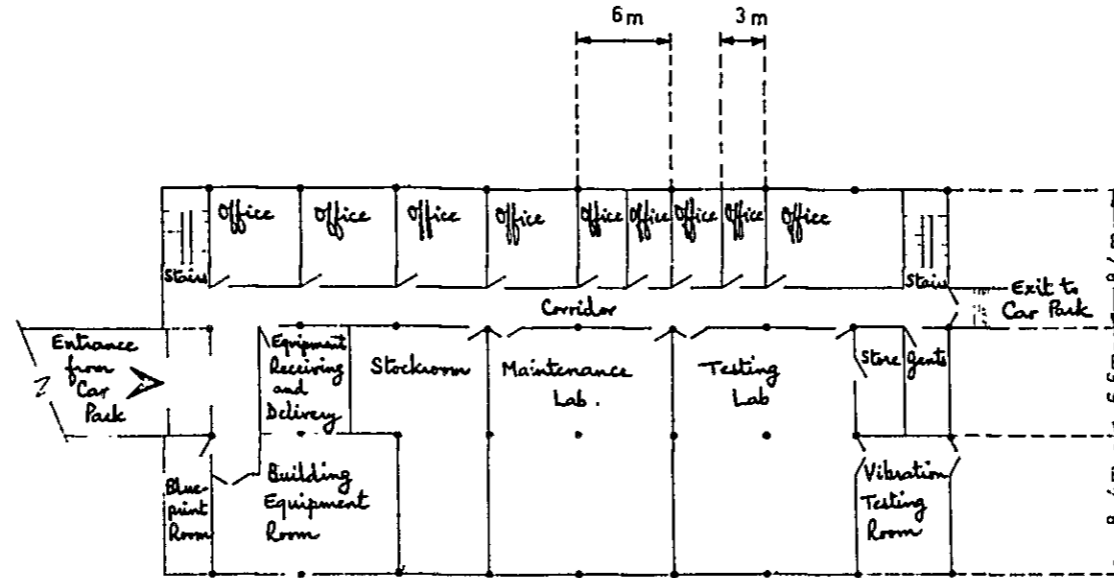 6 m
3 m
Office
Office
Office
Office
Office
Office
Office
Office
Office
Stairs
Stairs
Corridor
Exit to
Car Park
Entrance
from
Car
Park
Equipment
Receiving
and
Delivery
Stockroom
Maintenance
Lab.
Testing
Lab
Store
Gents
Blue-
print
Room
Building
Equipment
Room
Vibration
Testing
Room